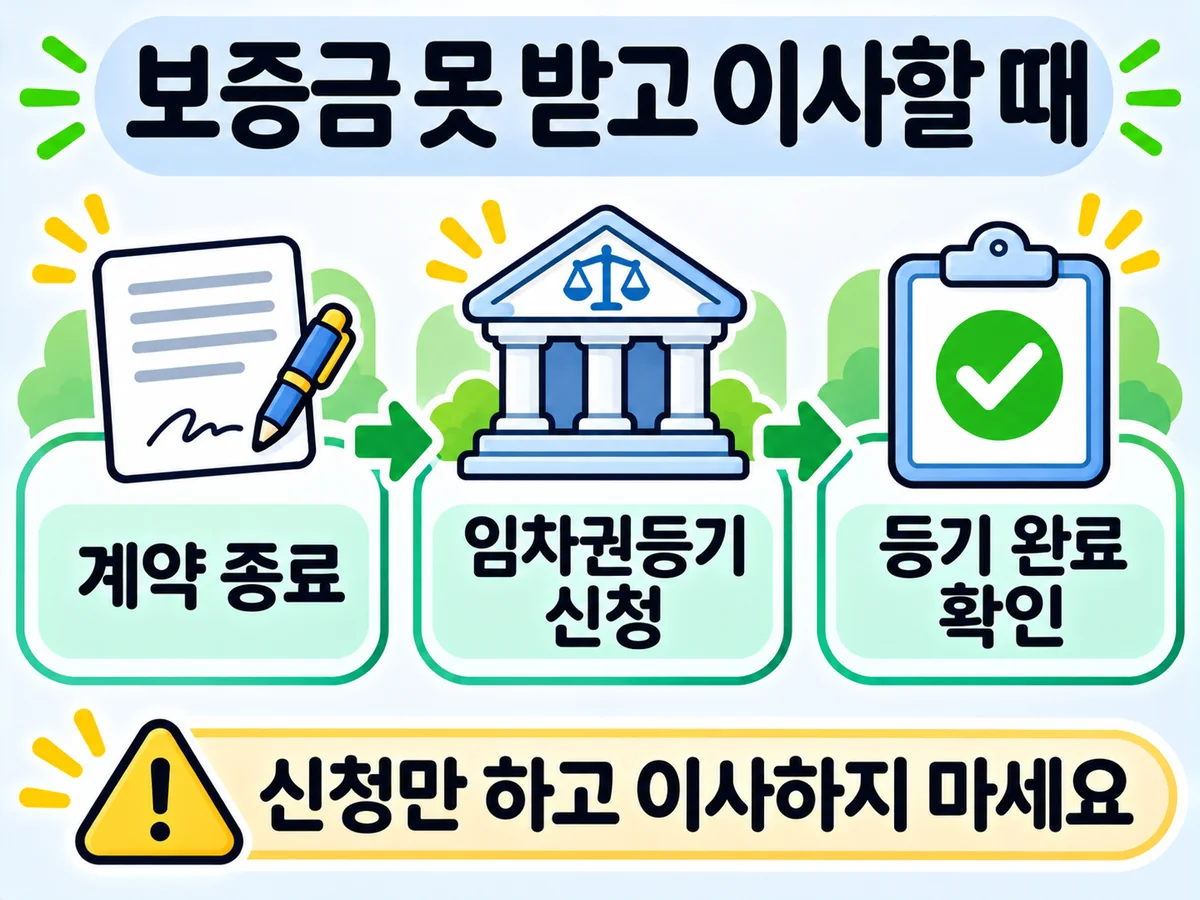 보증금 못 받고 이사할 때
계약 종료
임차권등기
신청
등기 완료
확인
신청만 하고 이사하지 마세요